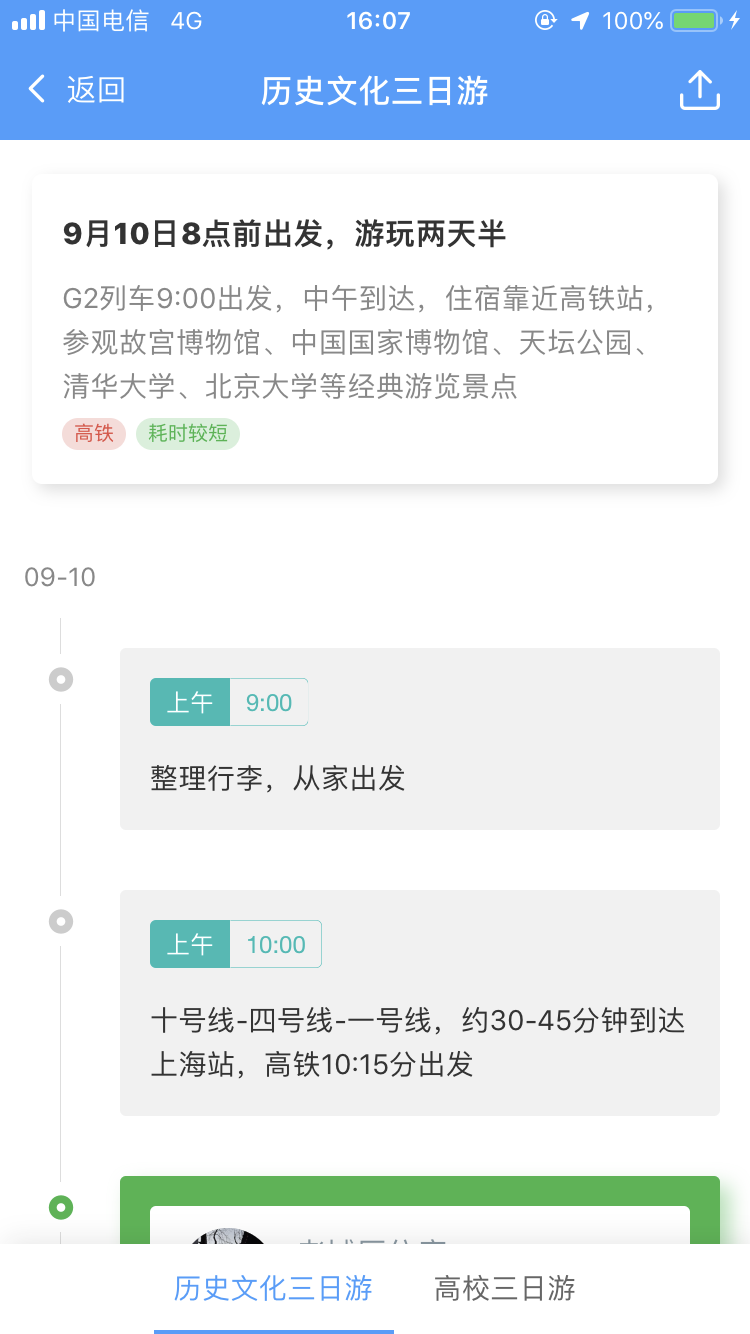 中国电信 4G 16:07 100%
返回 历史文化三日游
9月10日8点前出发，游玩两天半
G2列车9:00出发，中午到达，住宿靠近高铁站，
参观故宫博物馆、中国国家博物馆、天坛公园、
清华大学、北京大学等经典游览景点
高铁 耗时较短
09-10
上午 9:00
整理行李，从家出发
上午 10:00
十号线-四号线-一号线，约30-45分钟到达
上海站，高铁10:15分出发
历史文化三日游 高校三日游